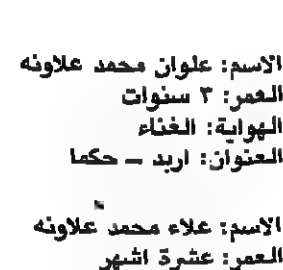 الاسم: علوان محمد علاونه
العمر: ٣ سنوات
الهواية: الغناء
العنوان: اربد – حكما
الاسم: علاء محمد علاونه
العمر: عشرة اشهر